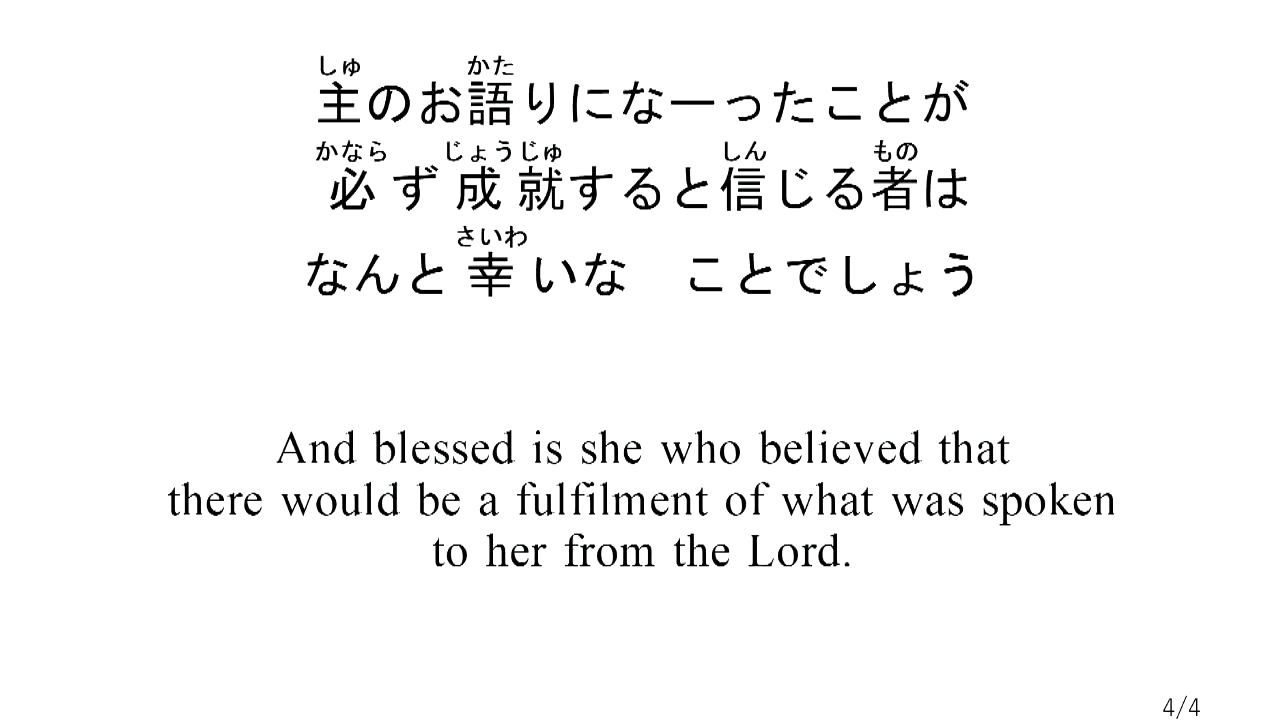 しゅ かた
主のお語りになーったことが
かなら じょうじゅ しん もの
必ず成就すると信じる者は
さいわ
なんと幸いな　ことでしょう
And blessed is she who believed that
there would be a fulfilment of what was spoken
to her from the Lord.
4/4